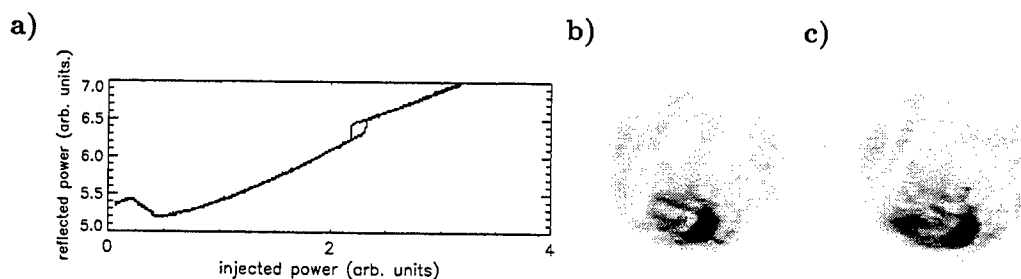 a)
b)
c)
reflected power (arb. units.)
7.0
6.5
6.0
5.5
5.0
0
2
4
injected power (arb. units)